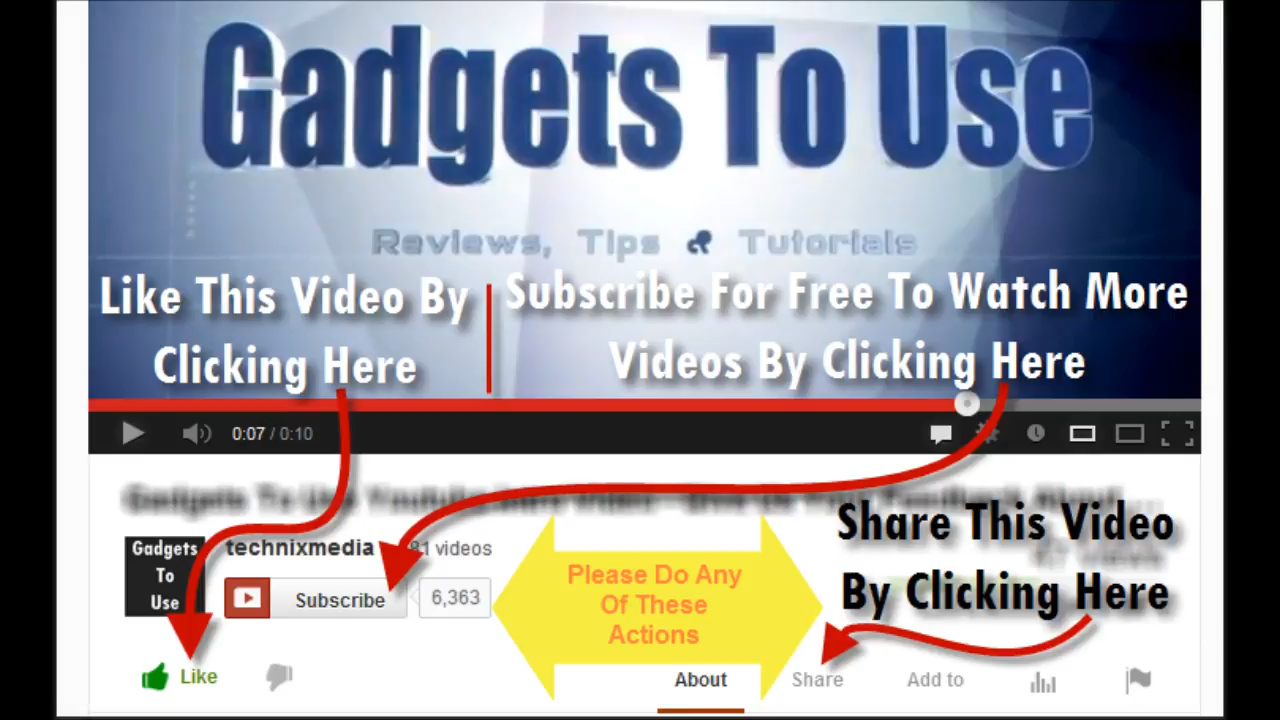 Gadgets To Use
Reviews, Tips & Tutorials
Like This Video By
Clicking Here
Subscribe For Free To Watch More
Videos By Clicking Here
0:07 / 0:10
Share This Video
By Clicking Here
Gadgets
To
Use
technixmedia
81 videos
Subscribe
6,363
Please Do Any
Of These
Actions
Like
About
Share
Add to